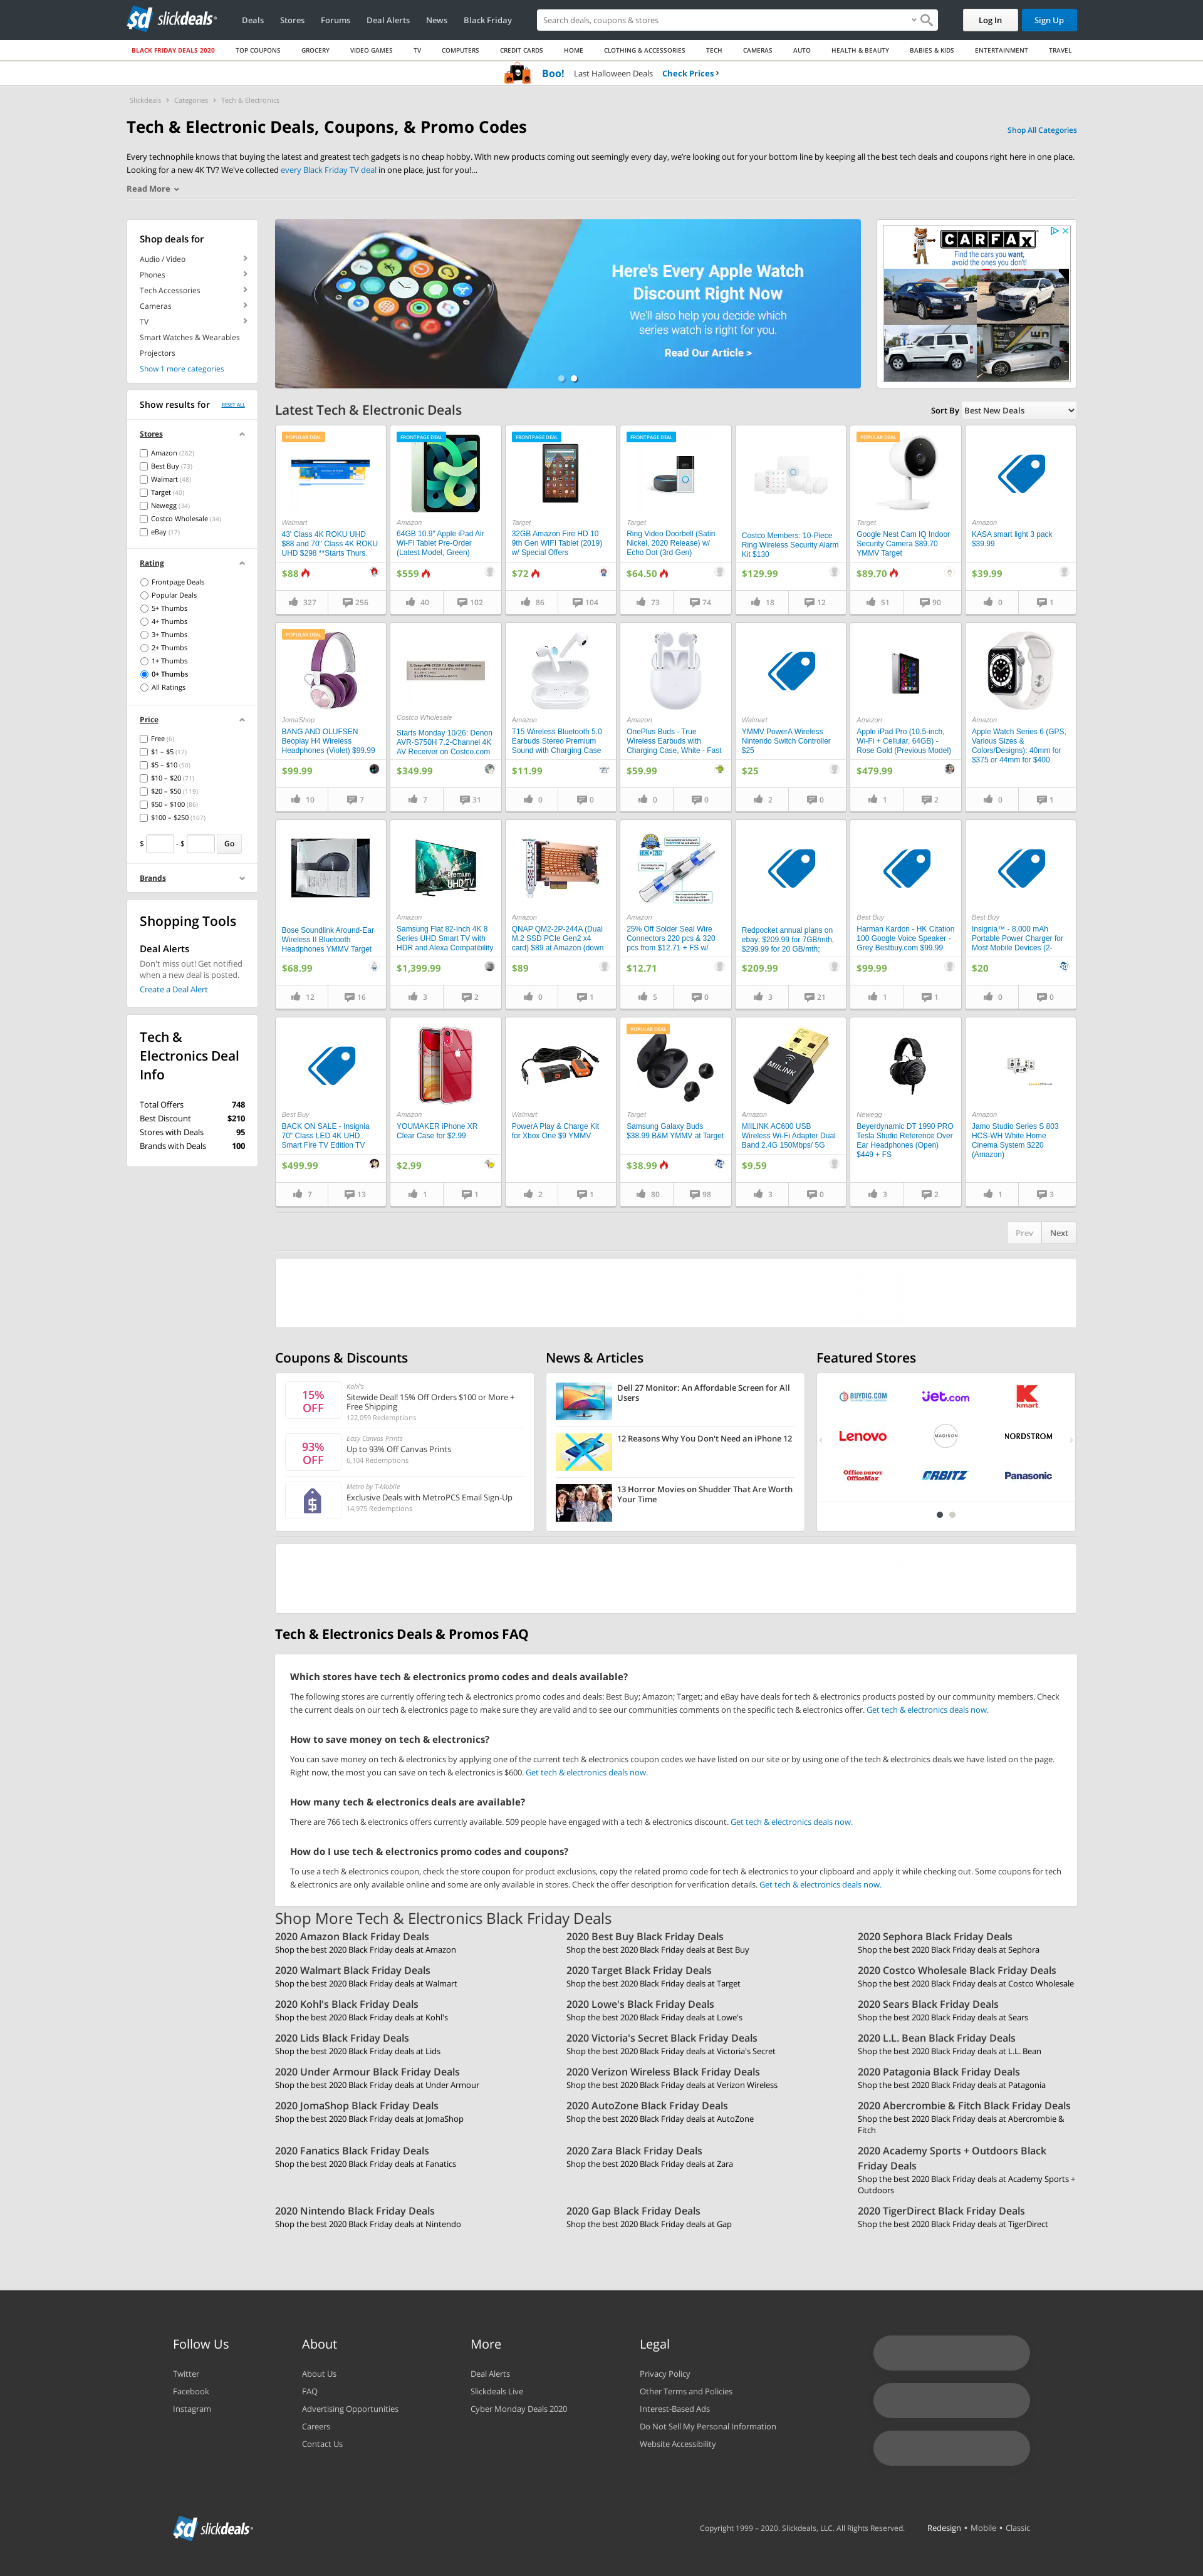 sd slickdeals
Deals
Stores
Forums
Deal Alerts
News
Black Friday
Search deals, coupons & stores
Log In
Sign Up
BLACK FRIDAY DEALS 2020
TOP COUPONS
GROCERY
VIDEO GAMES
TV
COMPUTERS
CREDIT CARDS
HOME
CLOTHING & ACCESSORIES
TECH
CAMERAS
AUTO
HEALTH & BEAUTY
BABIES & KIDS
ENTERTAINMENT
TRAVEL
Boo! Last Halloween Deals Check Prices
Slickdeals > Categories > Tech & Electronics
Tech & Electronic Deals, Coupons, & Promo Codes
Shop All Categories
Every technophile knows that buying the latest and greatest tech gadgets is no cheap hobby. With new products coming out seemingly every day, we're looking out for your bottom line by keeping all the best tech deals and coupons right here in one place.
Looking for a new 4K TV? We've collected every Black Friday TV deal in one place, just for you!...
Read More
Shop deals for
Audio / Video
Phones
Tech Accessories
Cameras
TV
Smart Watches & Wearables
Projectors
Show 1 more categories
Here's Every Apple Watch
Discount Right Now
We'll also help you decide which
series watch is right for you.
Read Our Article >
CARFAX
Find the cars you want,
avoid the ones you don't!
Show results for
RESET ALL
Stores
Amazon (262)
Best Buy (73)
Walmart (48)
Target (40)
Newegg (34)
Costco Wholesale (34)
eBay (17)
Rating
Frontpage Deals
Popular Deals
5+ Thumbs
4+ Thumbs
3+ Thumbs
2+ Thumbs
1+ Thumbs
0+ Thumbs
All Ratings
Price
Free (6)
$1 – $5 (17)
$5 – $10 (50)
$10 – $20 (71)
$20 – $50 (119)
$50 – $100 (86)
$100 – $250 (107)
$ - $ Go
Brands
Shopping Tools
Deal Alerts
Don't miss out! Get notified
when a new deal is posted.
Create a Deal Alert
Tech &
Electronics Deal
Info
Total Offers 748
Best Discount $210
Stores with Deals 95
Brands with Deals 100
Latest Tech & Electronic Deals
Sort By Best New Deals
POPULAR DEAL
Walmart
43' Class 4K ROKU UHD
$88 and 70" Class 4K ROKU
UHD $298 **Starts Thurs.
$88
327 256
FRONTPAGE DEAL
Amazon
64GB 10.9" Apple iPad Air
Wi-Fi Tablet Pre-Order
(Latest Model, Green)
$559
40 102
FRONTPAGE DEAL
Target
32GB Amazon Fire HD 10
9th Gen WIFI Tablet (2019)
w/ Special Offers
$72
86 104
FRONTPAGE DEAL
Target
Ring Video Doorbell (Satin
Nickel, 2020 Release) w/
Echo Dot (3rd Gen)
$64.50
73 74
Costco Members: 10-Piece
Ring Wireless Security Alarm
Kit $130
$129.99
18 12
POPULAR DEAL
Target
Google Nest Cam IQ Indoor
Security Camera $89.70
YMMV Target
$89.70
51 90
Amazon
KASA smart light 3 pack
$39.99
$39.99
0 1
POPULAR DEAL
JomaShop
BANG AND OLUFSEN
Beoplay H4 Wireless
Headphones (Violet) $99.99
$99.99
10 7
Costco Wholesale
Starts Monday 10/26: Denon
AVR-S750H 7.2-Channel 4K
AV Receiver on Costco.com
$349.99
7 31
Amazon
T15 Wireless Bluetooth 5.0
Earbuds Stereo Premium
Sound with Charging Case
$11.99
0 0
Amazon
OnePlus Buds - True
Wireless Earbuds with
Charging Case, White - Fast
$59.99
0 0
Walmart
YMMV PowerA Wireless
Nintendo Switch Controller
$25
$25
2 0
Amazon
Apple iPad Pro (10.5-inch,
Wi-Fi + Cellular, 64GB) -
Rose Gold (Previous Model)
$479.99
1 2
Amazon
Apple Watch Series 6 (GPS,
Various Sizes &
Colors/Designs): 40mm for
$375 or 44mm for $400
0 1
Bose Soundlink Around-Ear
Wireless II Bluetooth
Headphones YMMV Target
$68.99
12 16
Premium
UHD TV
Amazon
Samsung Flat 82-Inch 4K 8
Series UHD Smart TV with
HDR and Alexa Compatibility
$1,399.99
3 2
Amazon
QNAP QM2-2P-244A (Dual
M.2 SSD PCIe Gen2 x4
card) $89 at Amazon (down
$89
0 1
Amazon
25% Off Solder Seal Wire
Connectors 220 pcs & 320
pcs from $12.71 + FS w/
$12.71
5 0
Redpocket annual plans on
ebay; $209.99 for 7GB/mth,
$299.99 for 20 GB/mth;
$209.99
3 21
Best Buy
Harman Kardon - HK Citation
100 Google Voice Speaker -
Grey Bestbuy.com $99.99
$99.99
1 1
Best Buy
Insignia™ - 8,000 mAh
Portable Power Charger for
Most Mobile Devices (2-
$20
0 0
Best Buy
BACK ON SALE - Insignia
70" Class LED 4K UHD
Smart Fire TV Edition TV
$499.99
7 13
Amazon
YOUMAKER iPhone XR
Clear Case for $2.99
$2.99
1 1
Walmart
PowerA Play & Charge Kit
for Xbox One $9 YMMV
2 1
POPULAR DEAL
Target
Samsung Galaxy Buds
$38.99 B&M YMMV at Target
$38.99
80 98
MIILINK
Amazon
MIILINK AC600 USB
Wireless Wi-Fi Adapter Dual
Band 2.4G 150Mbps/ 5G
$9.59
3 0
Newegg
Beyerdynamic DT 1990 PRO
Tesla Studio Reference Over
Ear Headphones (Open)
$449 + FS
3 2
Amazon
Jamo Studio Series S 803
HCS-WH White Home
Cinema System $220
(Amazon)
1 3
Prev Next
Coupons & Discounts
15%
OFF
Kohl's
Sitewide Deal! 15% Off Orders $100 or More +
Free Shipping
122,059 Redemptions
93%
OFF
Easy Canvas Prints
Up to 93% Off Canvas Prints
6,104 Redemptions
Metro by T-Mobile
Exclusive Deals with MetroPCS Email Sign-Up
14,975 Redemptions
News & Articles
Dell 27 Monitor: An Affordable Screen for All
Users
12 Reasons Why You Don't Need an iPhone 12
13 Horror Movies on Shudder That Are Worth
Your Time
Featured Stores
BUYDIG.COM
jet.com
kmart
Lenovo
MADISON
NORDSTROM
Office DEPOT
OfficeMax
ORBITZ
Panasonic
Tech & Electronics Deals & Promos FAQ
Which stores have tech & electronics promo codes and deals available?
The following stores are currently offering tech & electronics promo codes and deals: Best Buy; Amazon; Target; and eBay have deals for tech & electronics products posted by our community members. Check
the current deals on our tech & electronics page to make sure they are valid and to see our communities comments on the specific tech & electronics offer. Get tech & electronics deals now.
How to save money on tech & electronics?
You can save money on tech & electronics by applying one of the current tech & electronics coupon codes we have listed on our site or by using one of the tech & electronics deals we have listed on the page.
Right now, the most you can save on tech & electronics is $600. Get tech & electronics deals now.
How many tech & electronics deals are available?
There are 766 tech & electronics offers currently available. 509 people have engaged with a tech & electronics discount. Get tech & electronics deals now.
How do I use tech & electronics promo codes and coupons?
To use a tech & electronics coupon, check the store coupon for product exclusions, copy the related promo code for tech & electronics to your clipboard and apply it while checking out. Some coupons for tech
& electronics are only available online and some are only available in stores. Check the offer description for verification details. Get tech & electronics deals now.
Shop More Tech & Electronics Black Friday Deals
2020 Amazon Black Friday Deals
Shop the best 2020 Black Friday deals at Amazon
2020 Best Buy Black Friday Deals
Shop the best 2020 Black Friday deals at Best Buy
2020 Sephora Black Friday Deals
Shop the best 2020 Black Friday deals at Sephora
2020 Walmart Black Friday Deals
Shop the best 2020 Black Friday deals at Walmart
2020 Target Black Friday Deals
Shop the best 2020 Black Friday deals at Target
2020 Costco Wholesale Black Friday Deals
Shop the best 2020 Black Friday deals at Costco Wholesale
2020 Kohl's Black Friday Deals
Shop the best 2020 Black Friday deals at Kohl's
2020 Lowe's Black Friday Deals
Shop the best 2020 Black Friday deals at Lowe's
2020 Sears Black Friday Deals
Shop the best 2020 Black Friday deals at Sears
2020 Lids Black Friday Deals
Shop the best 2020 Black Friday deals at Lids
2020 Victoria's Secret Black Friday Deals
Shop the best 2020 Black Friday deals at Victoria's Secret
2020 L.L. Bean Black Friday Deals
Shop the best 2020 Black Friday deals at L.L. Bean
2020 Under Armour Black Friday Deals
Shop the best 2020 Black Friday deals at Under Armour
2020 Verizon Wireless Black Friday Deals
Shop the best 2020 Black Friday deals at Verizon Wireless
2020 Patagonia Black Friday Deals
Shop the best 2020 Black Friday deals at Patagonia
2020 JomaShop Black Friday Deals
Shop the best 2020 Black Friday deals at JomaShop
2020 AutoZone Black Friday Deals
Shop the best 2020 Black Friday deals at AutoZone
2020 Abercrombie & Fitch Black Friday Deals
Shop the best 2020 Black Friday deals at Abercrombie &
Fitch
2020 Fanatics Black Friday Deals
Shop the best 2020 Black Friday deals at Fanatics
2020 Zara Black Friday Deals
Shop the best 2020 Black Friday deals at Zara
2020 Academy Sports + Outdoors Black
Friday Deals
Shop the best 2020 Black Friday deals at Academy Sports +
Outdoors
2020 Nintendo Black Friday Deals
Shop the best 2020 Black Friday deals at Nintendo
2020 Gap Black Friday Deals
Shop the best 2020 Black Friday deals at Gap
2020 TigerDirect Black Friday Deals
Shop the best 2020 Black Friday deals at TigerDirect
Follow Us
Twitter
Facebook
Instagram
About
About Us
FAQ
Advertising Opportunities
Careers
Contact Us
More
Deal Alerts
Slickdeals Live
Cyber Monday Deals 2020
Legal
Privacy Policy
Other Terms and Policies
Interest-Based Ads
Do Not Sell My Personal Information
Website Accessibility
sd slickdeals
Copyright 1999 – 2020. Slickdeals, LLC. All Rights Reserved.
Redesign • Mobile • Classic